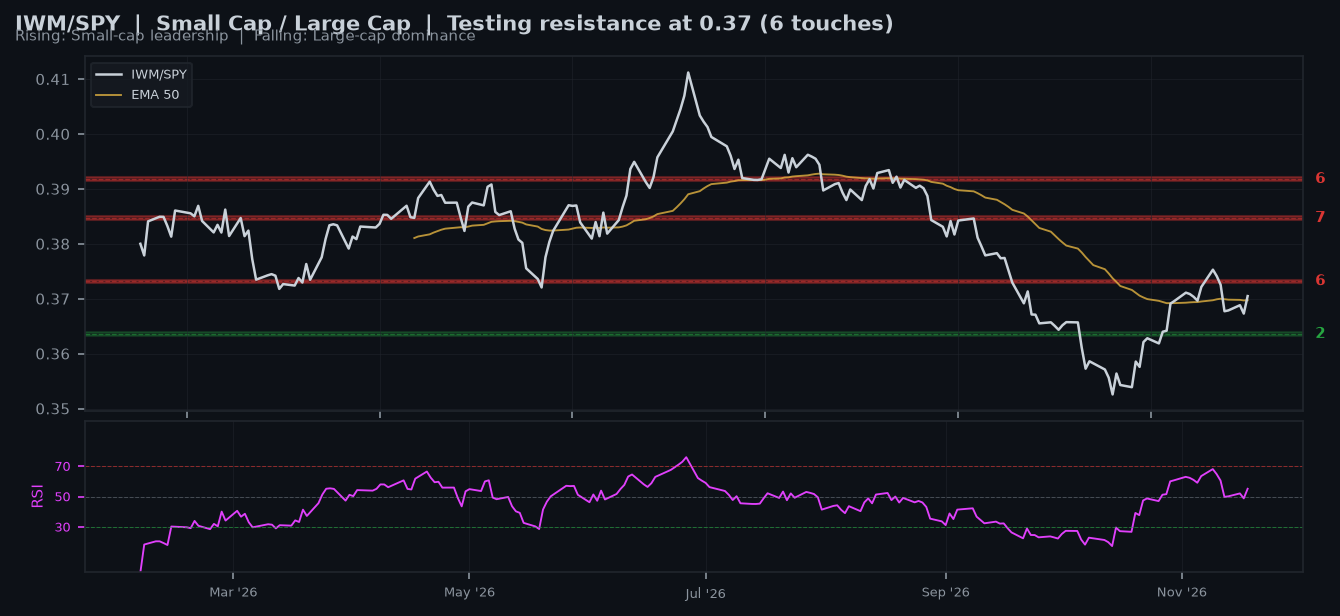 IWM/SPY | Small Cap / Large Cap | Testing resistance at 0.37 (6 touches)
Rising: Small-cap leadership | Falling: Large-cap dominance
IWM/SPY
EMA 50
0.41
0.40
0.39
0.38
0.37
0.36
0.35
6
7
6
2
RSI
70
50
30
Mar '26
May '26
Jul '26
Sep '26
Nov '26